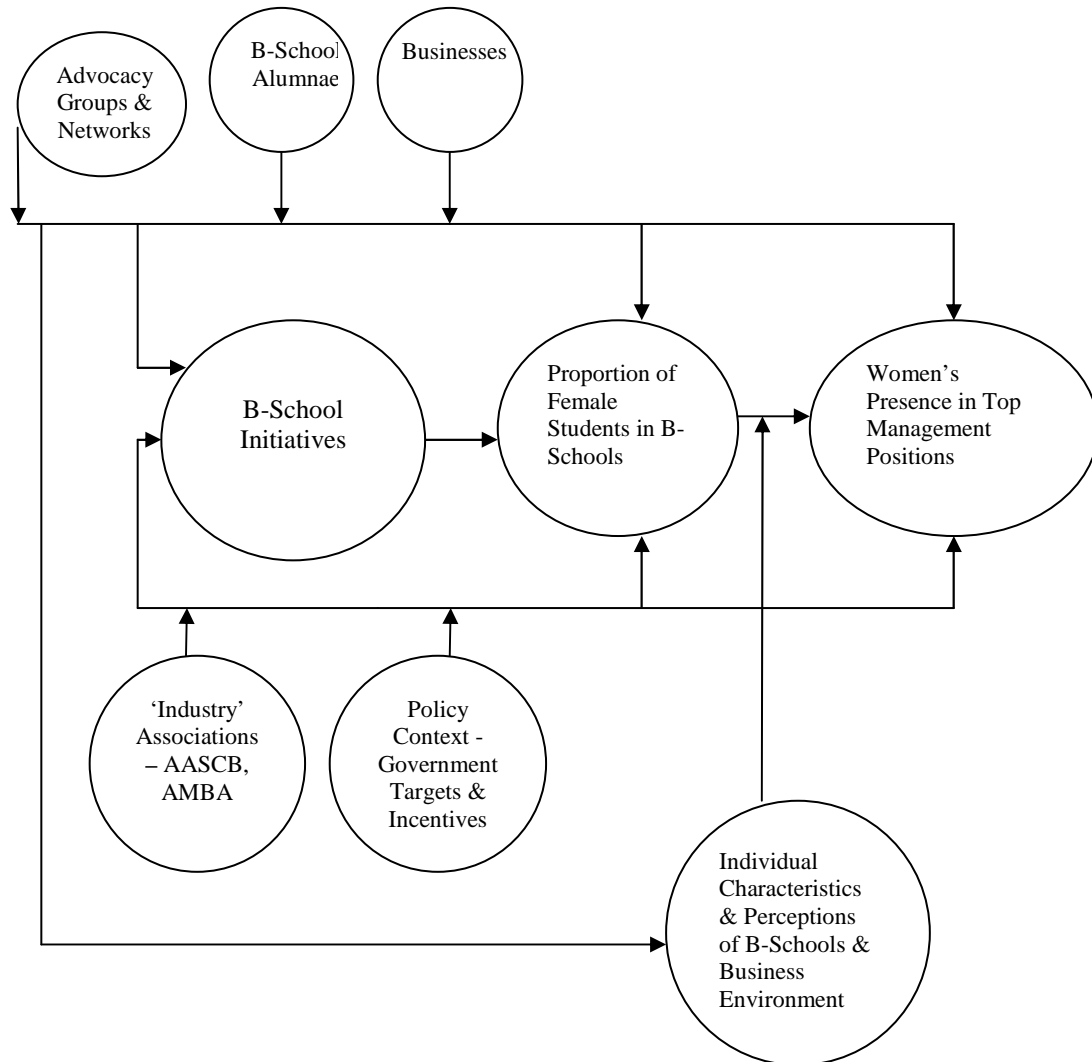 Advocacy
Groups &
Networks
B-School
Alumnae
Businesses
B-School
Initiatives
Proportion of
Female
Students in B-
Schools
Women’s
Presence in Top
Management
Positions
‘Industry’
Associations
– AASCB,
AMBA
Policy
Context -
Government
Targets &
Incentives
Individual
Characteristics
& Perceptions
of B-Schools &
Business
Environment